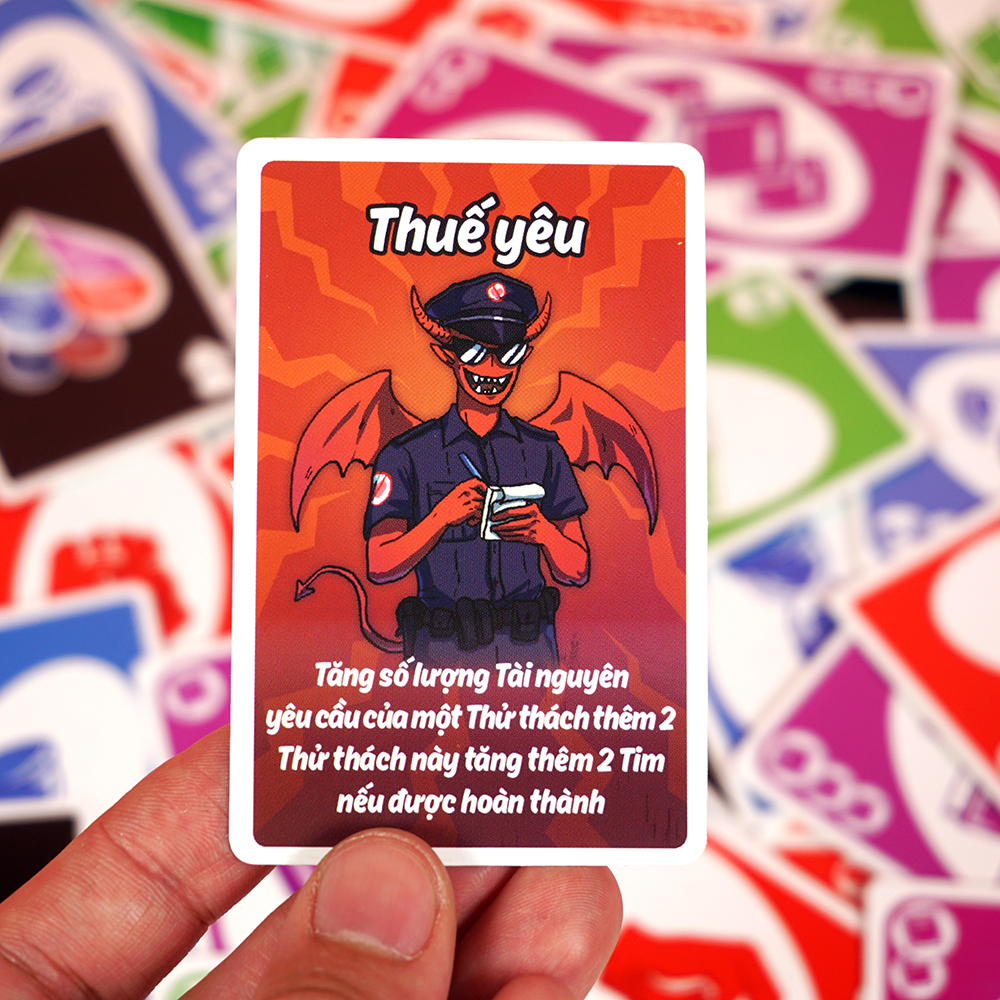 Thuế yêu
Tăng số lượng Tài nguyên
yêu cầu của một Thử thách thêm 2
Thử thách này tăng thêm 2 Tim
nếu được hoàn thành